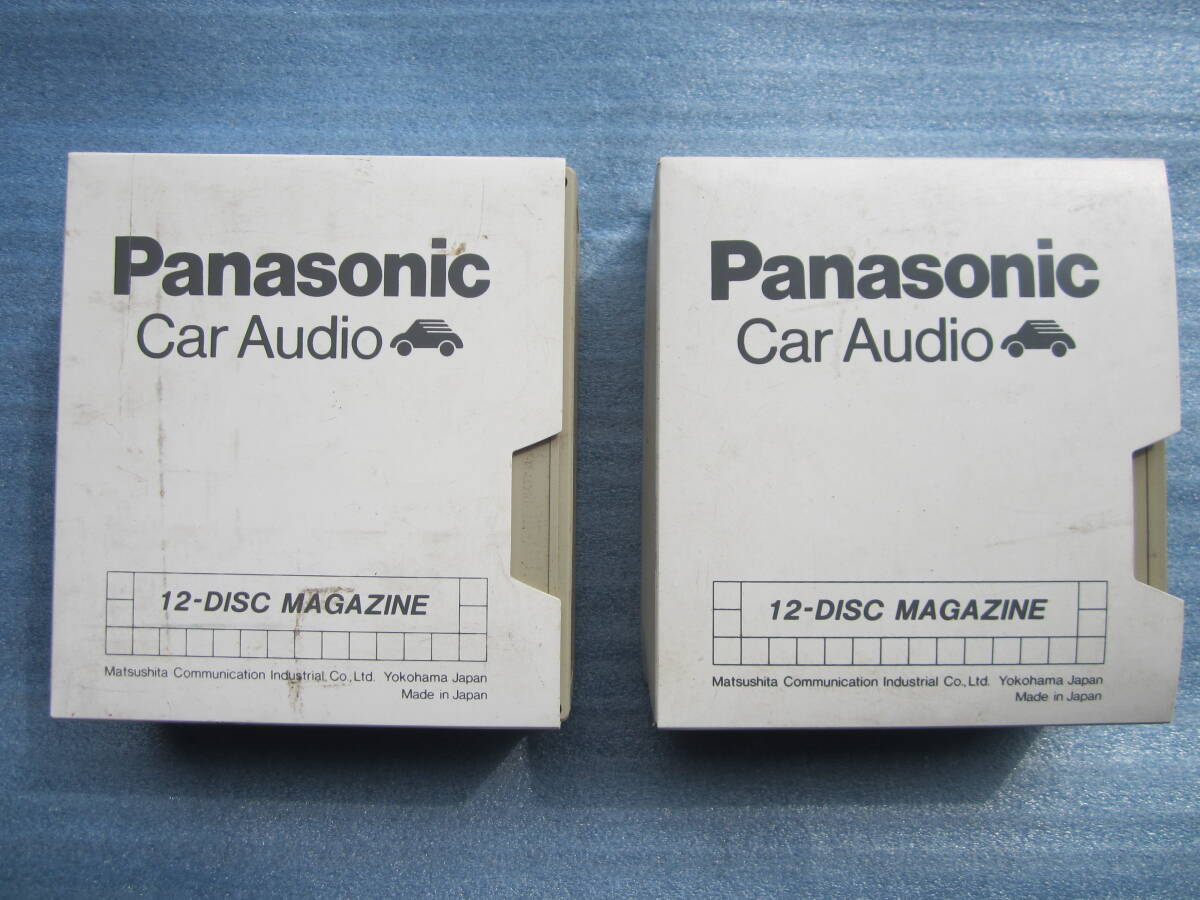 Panasonic
Car Audio
12-DISC MAGAZINE
Matsushita Communication Industrial Co., Ltd. Yokohama Japan
Made in Japan
Panasonic
Car Audio
12-DISC MAGAZINE
Matsushita Communication Industrial Co., Ltd. Yokohama Japan
Made in Japan